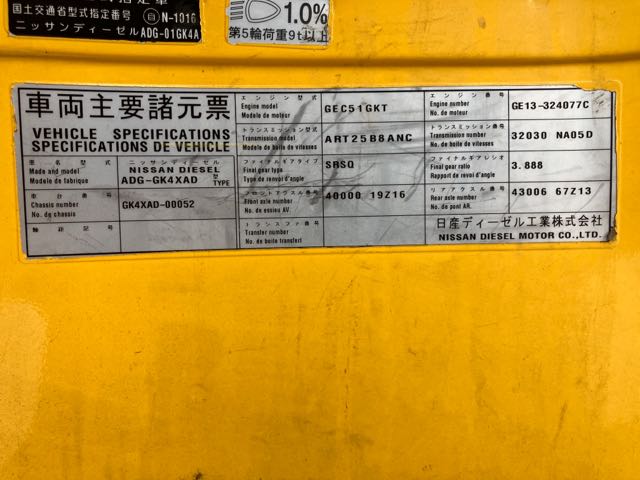 国土交通省型式指定番号 自 N-1016
ニッサンディーゼル ADG-01GK4A
1.0%
第5輪荷重9t以上
車両主要諸元票
VEHICLE SPECIFICATIONS
SPECIFICATIONS DE VEHICLE
車名型式
Made and model
Modele de fabrique
ニッサンディーゼル
NISSAN DIESEL
ADG-GK4XAD 型 TYPE
車台番号
Chassis number
No. de chassis
GK4XAD-00052
エンジン型式
Engine model
Modele de moteur
GEC51GKT
エンジン番号
Engine number
No. de moteur
GE13-324077C
トランスミッション型式
Transmission model
Modele de boite de vitesses
ART25B8ANC
トランスミッション番号
Transmission number
No. de boite de vitesses
32030 NA05D
ファイナルギアタイプ
Final gear type
Type de renvoi d'angle
SRSQ
ファイナルギアレシオ
Final gear ratio
Rapport de renvoi d'angle
3.888
フロントアクスル番号
Front axle number
No. de essieu AV.
40000 19Z16
リアアクスル番号
Rear axle number
No. de pont AR.
43006 67Z13
トランスファ番号
Transfer number
No. de boite transfert
日産ディーゼル工業株式会社
NISSAN DIESEL MOTOR CO.,LTD.